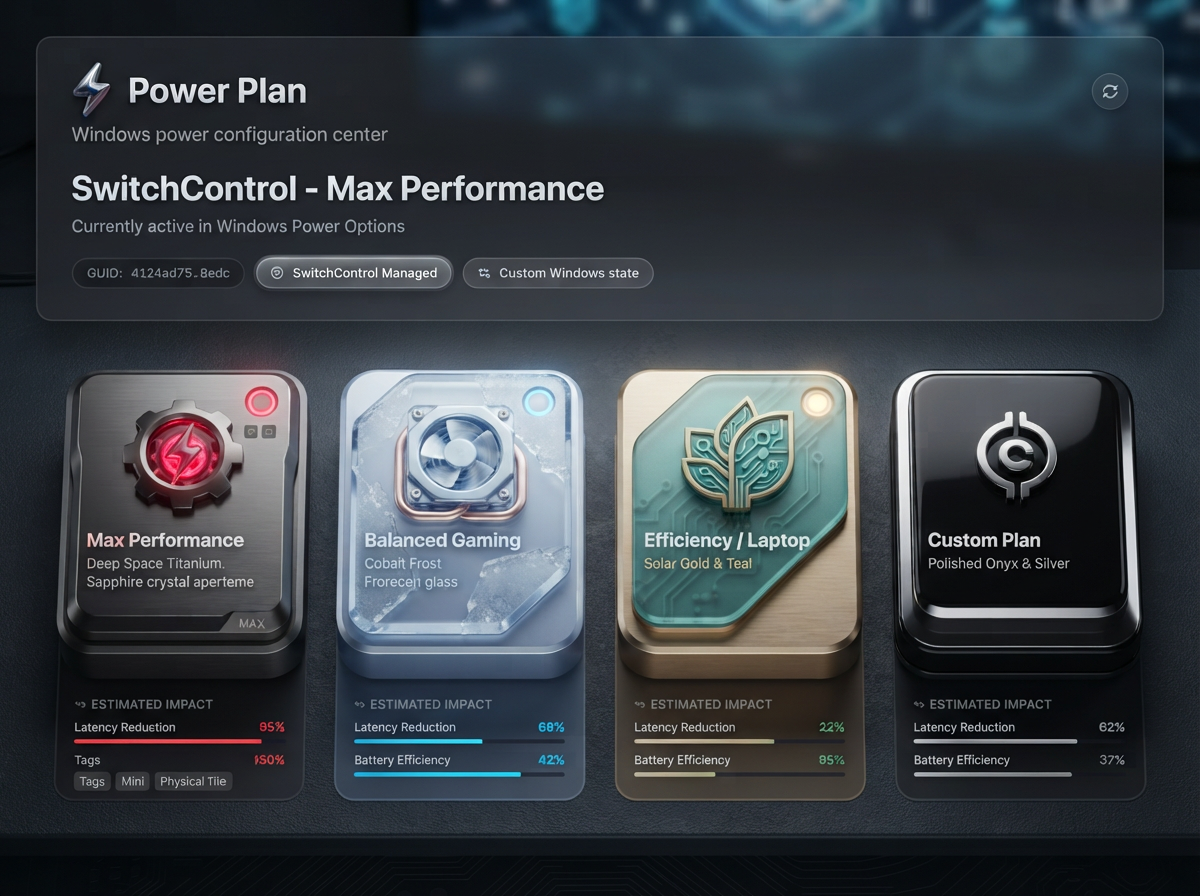 Power Plan
Windows power configuration center
SwitchControl - Max Performance
Currently active in Windows Power Options
GUID: 4124ad75..8edc
SwitchControl Managed
Custom Windows state
Max Performance
Deep Space Titanium.
Sapphire crystal aperteme
MAX
ESTIMATED IMPACT
Latency Reduction 95%
Tags
Tags Mini Physical Tile
Balanced Gaming
Cobalt Frost
glass
ESTIMATED IMPACT
Latency Reduction 68%
Battery Efficiency 42%
Efficiency / Laptop
Solar Gold & Teal
ESTIMATED IMPACT
Latency Reduction 22%
Battery Efficiency 85%
C
Custom Plan
Polished Onyx & Silver
ESTIMATED IMPACT
Latency Reduction 62%
Battery Efficiency 37%